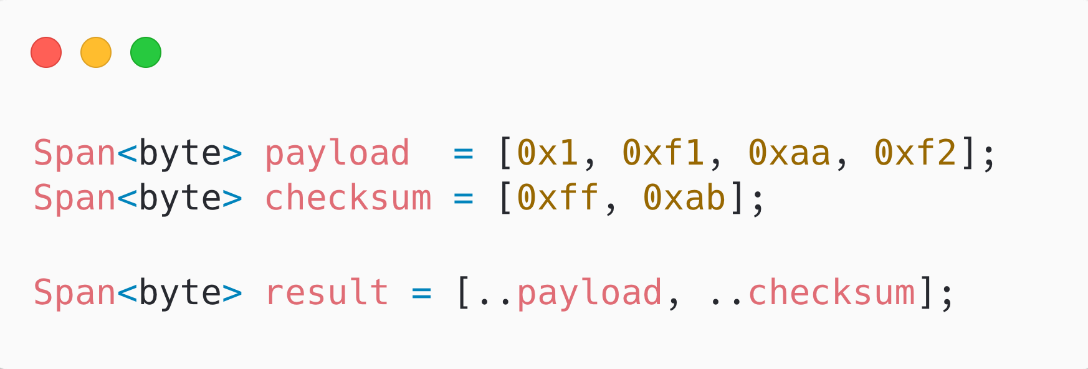 Span<byte> payload  = [0x1, 0xf1, 0xaa, 0xf2];
Span<byte> checksum = [0xff, 0xab];
Span<byte> result = [..payload, ..checksum];